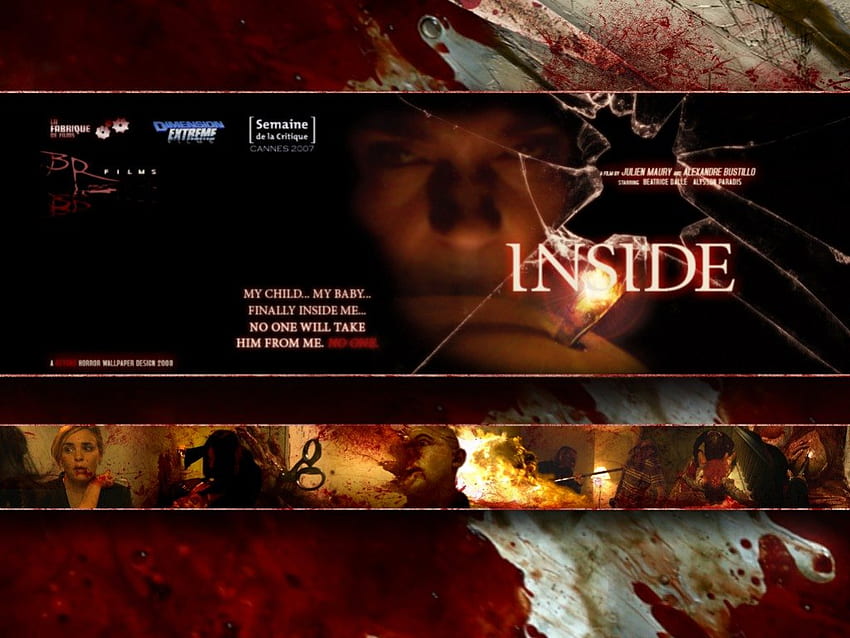 LA
FABRIQUE
DE FILMS
DIMENSION
EXTREME
[Semaine
de la Critique]
CANNES 2007
BR FILMS
A FILM BY JULIEN MAURY AND ALEXANDRE BUSTILLO
STARRING BEATRICE DALLE ALYSSON PARADIS
INSIDE
MY CHILD... MY BABY...
FINALLY INSIDE ME...
NO ONE WILL TAKE
HIM FROM ME. NO ONE.
A HORROR WALLPAPER DESIGN 2008